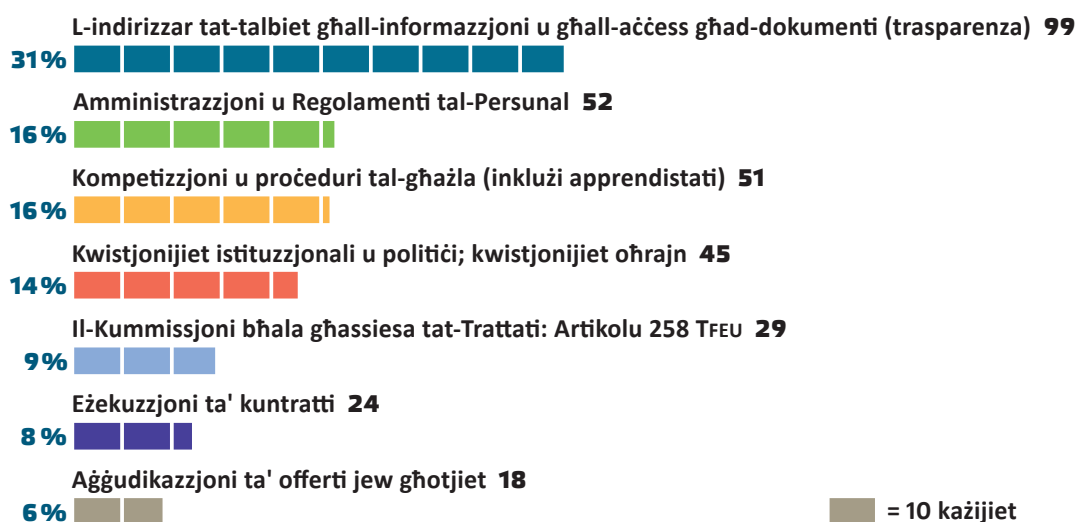 L-indirizzar tat-talbiet għall-informazzjoni u għall-aċċess għad-dokumenti (trasparenza) 99
31%
Amministrazzjoni u Regolamenti tal-Persunal 52
16%
Kompetizzjoni u proċeduri tal-għażla (inklużi apprendistati) 51
16%
Kwistjonijiet istituzzjonali u politiċi; kwistjonijiet oħrajn 45
14%
Il-Kummissjoni bħala għassiesa tat-Trattati: Artikolu 258 TFEU 29
9%
Eżekuzzjoni ta' kuntratti 24
8%
Aġġudikazzjoni ta' offerti jew għotjiet 18
6%
= 10 każijiet